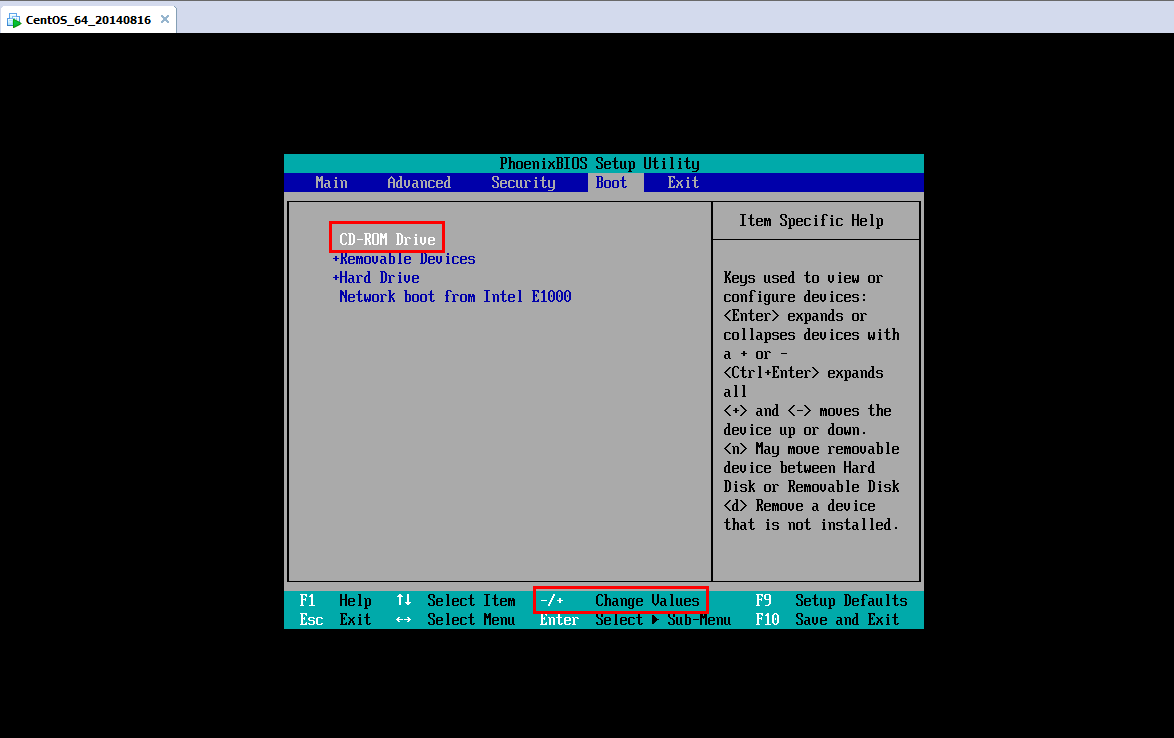 CentOS_64_20140816 ×
PhoenixBIOS Setup Utility
Main Advanced Security Boot Exit
CD-ROM Drive
+Removable Devices
+Hard Drive
Network boot from Intel E1000
Item Specific Help
Keys used to view or
configure devices:
<Enter> expands or
collapses devices with
a + or -
<Ctrl+Enter> expands
all
<+> and <-> moves the
device up or down.
<n> May move removable
device between Hard
Disk or Removable Disk
<d> Remove a device
that is not installed.
F1 Help ↑↓ Select Item -/+ Change Values F9 Setup Defaults
Esc Exit ↔ Select Menu Enter Select ▶ Sub-Menu F10 Save and Exit